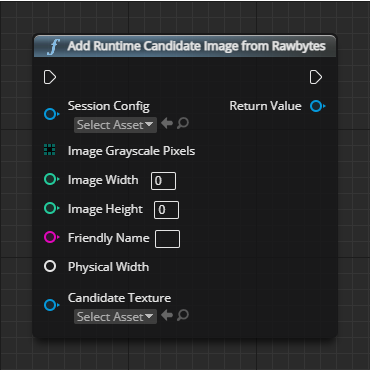 f Add Runtime Candidate Image from Rawbytes
Session Config
Return Value
Select Asset
Image Grayscale Pixels
Image Width 0
Image Height 0
Friendly Name
Physical Width
Candidate Texture
Select Asset